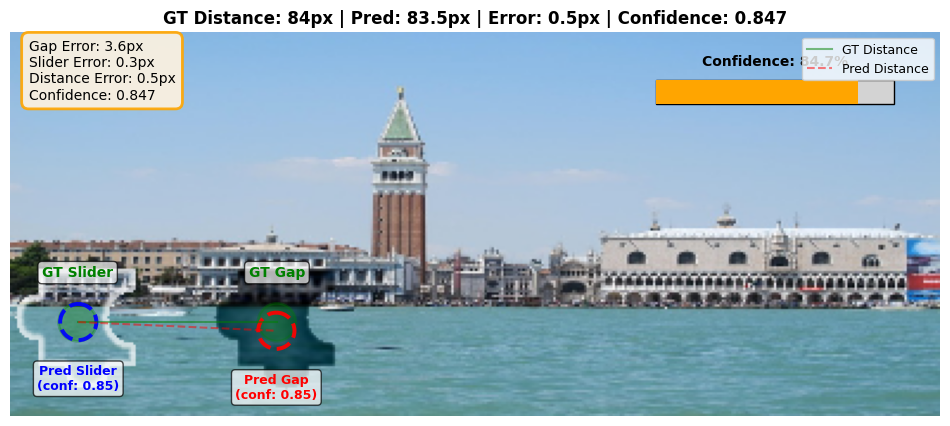 GT Distance: 84px | Pred: 83.5px | Error: 0.5px | Confidence: 0.847
Gap Error: 3.6px
Slider Error: 0.3px
Distance Error: 0.5px
Confidence: 0.847
Confidence: 84.7%
GT Distance
Pred Distance
GT Slider
GT Gap
Pred Slider
(conf: 0.85)
Pred Gap
(conf: 0.85)